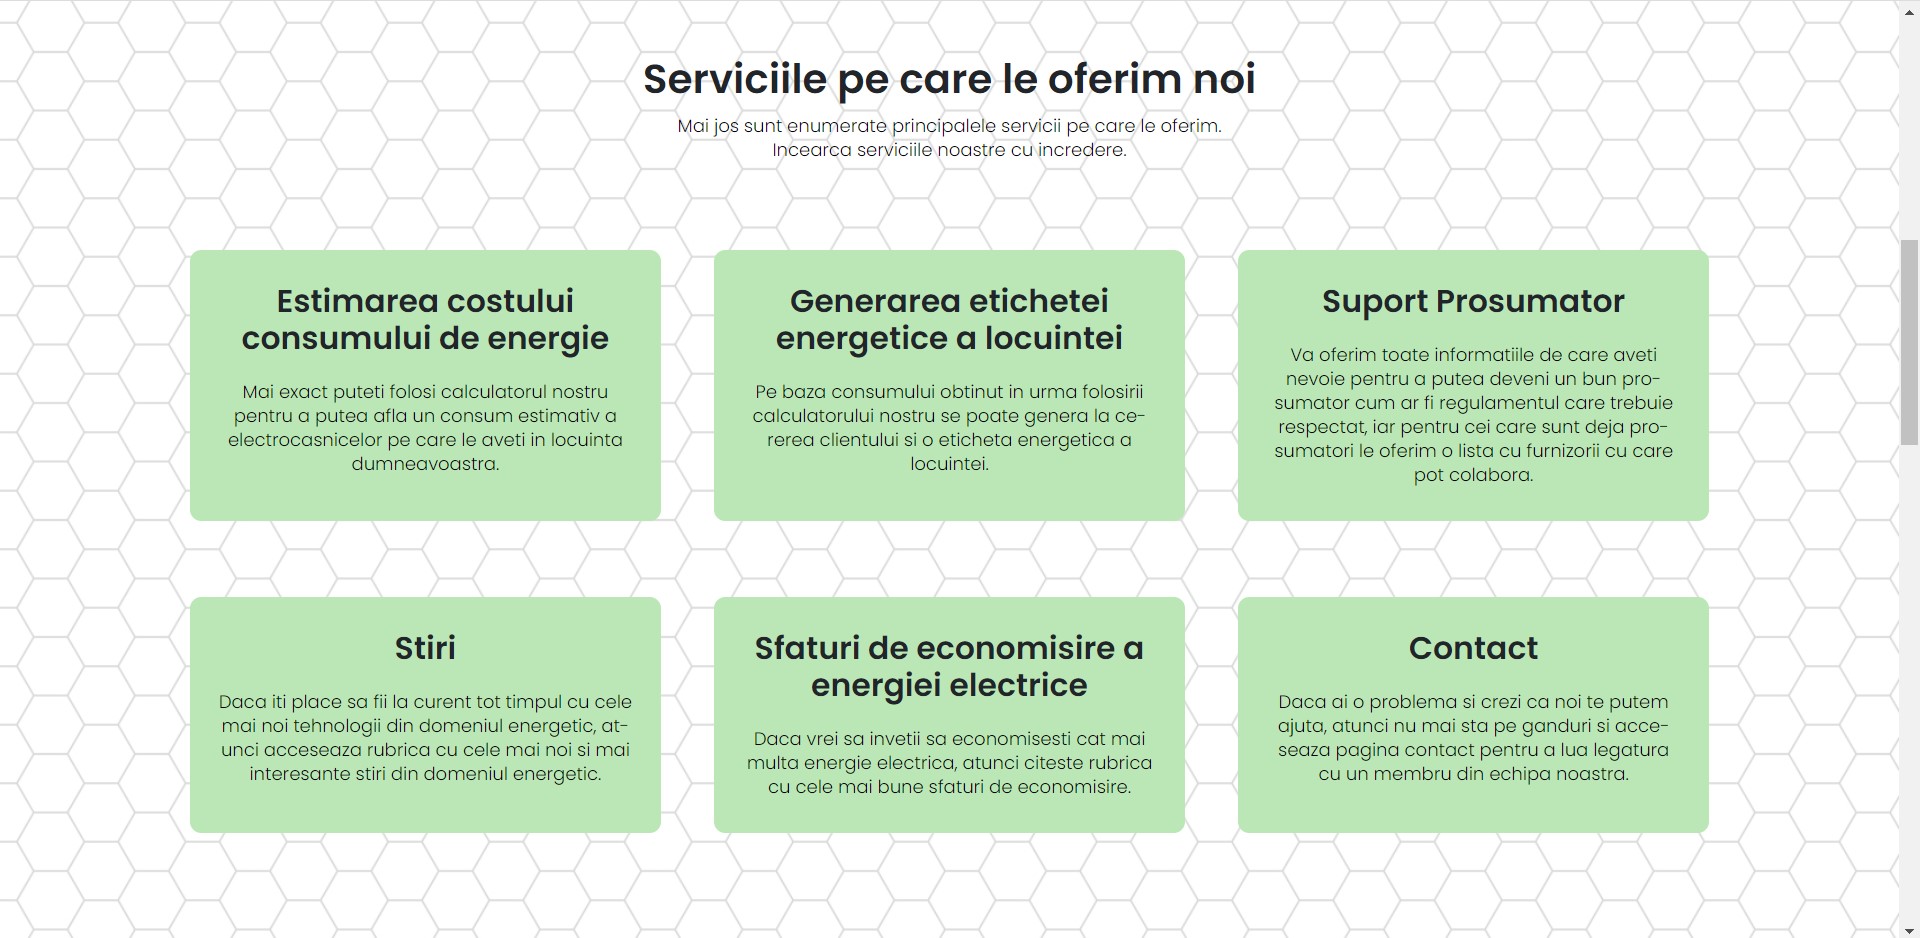 Serviciile pe care le oferim noi
Mai jos sunt enumerate principalele servicii pe care le oferim.
Incearca serviciile noastre cu incredere.
Estimarea costului
consumului de energie
Mai exact puteti folosi calculatorul nostru
pentru a putea afla un consum estimativ a
electrocasnicelor pe care le aveti in locuinta
dumneavoastra.
Generarea etichetei
energetice a locuintei
Pe baza consumului obtinut in urma folosirii
calculatorului nostru se poate genera la ce-
rerea clientului si o eticheta energetica a
locuintei.
Suport Prosumator
Va oferim toate informatiile de care aveti
nevoie pentru a putea deveni un bun pro-
sumator cum ar fi regulamentul care trebuie
respectat, iar pentru cei care sunt deja pro-
sumatori le oferim o lista cu furnizorii cu care
pot colabora.
Stiri
Daca iti place sa fii la curent tot timpul cu cele
mai noi tehnologii din domeniul energetic, at-
unci acceseaza rubrica cu cele mai noi si mai
interesante stiri din domeniul energetic.
Sfaturi de economisire a
energiei electrice
Daca vrei sa invetii sa economisesti cat mai
multa energie electrica, atunci citeste rubrica
cu cele mai bune sfaturi de economisire.
Contact
Daca ai o problema si crezi ca noi te putem
ajuta, atunci nu mai sta pe ganduri si acce-
seaza pagina contact pentru a lua legatura
cu un membru din echipa noastra.